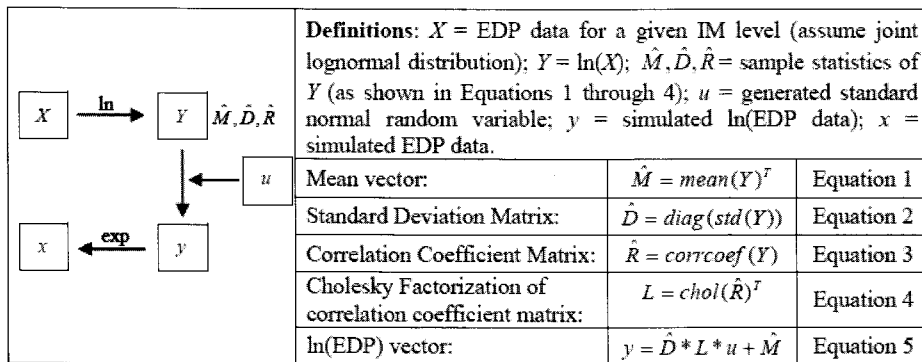 X
ln
Y
M̂, D̂, R̂
u
x
exp
y
Definitions: X = EDP data for a given IM level (assume joint
lognormal distribution); Y = ln(X); M̂, D̂, R̂ = sample statistics of
Y (as shown in Equations 1 through 4); u = generated standard
normal random variable; y = simulated ln(EDP data); x =
simulated EDP data.
Mean vector: M̂ = mean(Y)ᵀ Equation 1
Standard Deviation Matrix: D̂ = diag(std(Y)) Equation 2
Correlation Coefficient Matrix: R̂ = corrcoef(Y) Equation 3
Cholesky Factorization of
correlation coefficient matrix: L = chol(R̂)ᵀ Equation 4
ln(EDP) vector: y = D̂ * L * u + M̂ Equation 5